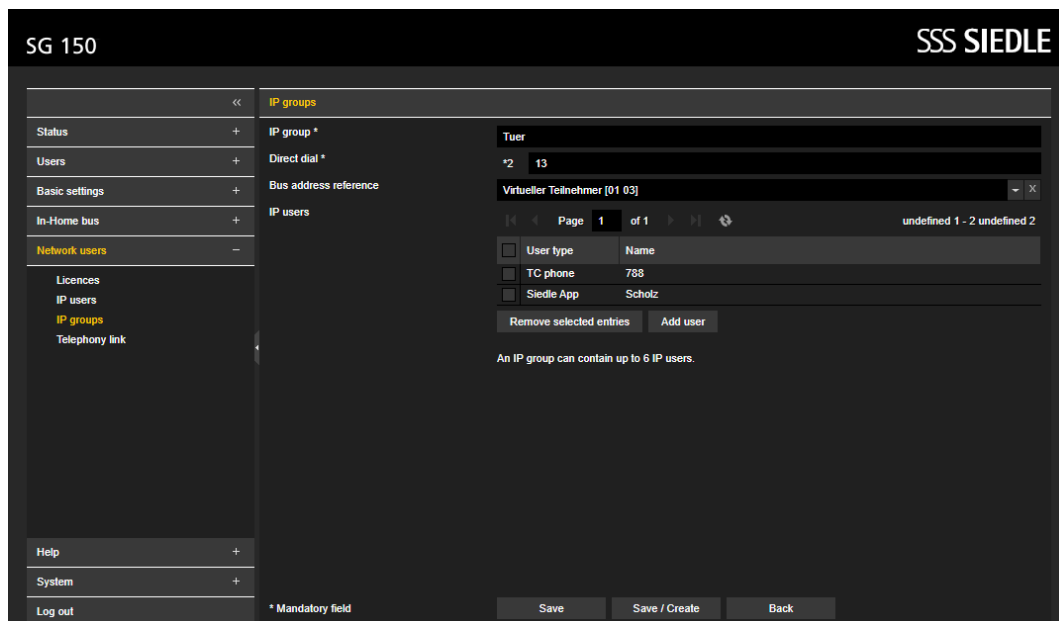 SG 150
SSS SIEDLE
«
Status +
Users +
Basic settings +
In-Home bus +
Network users −
Licences
IP users
IP groups
Telephony link
Help +
System +
Log out
IP groups
IP group * Tuer
Direct dial * *2 13
Bus address reference Virtueller Teilnehmer [01 03] X
IP users Page 1 of 1 undefined 1 - 2 undefined 2
User type Name
TC phone 788
Siedle App Scholz
Remove selected entries Add user
An IP group can contain up to 6 IP users.
* Mandatory field Save Save / Create Back